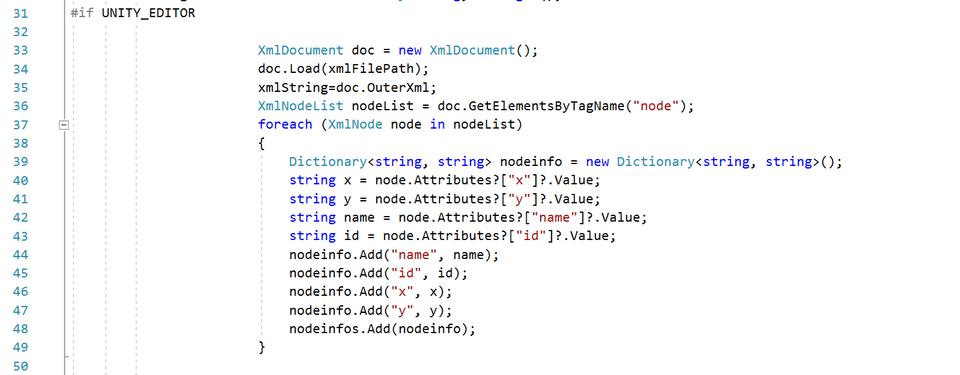 31 #if UNITY_EDITOR
32
33 XmlDocument doc = new XmlDocument();
34 doc.Load(xmlFilePath);
35 xmlString=doc.OuterXml;
36 XmlNodeList nodeList = doc.GetElementsByTagName("node");
37 foreach (XmlNode node in nodeList)
38 {
39 Dictionary<string, string> nodeinfo = new Dictionary<string, string>();
40 string x = node.Attributes?["x"]?.Value;
41 string y = node.Attributes?["y"]?.Value;
42 string name = node.Attributes?["name"]?.Value;
43 string id = node.Attributes?["id"]?.Value;
44 nodeinfo.Add("name", name);
45 nodeinfo.Add("id", id);
46 nodeinfo.Add("x", x);
47 nodeinfo.Add("y", y);
48 nodeinfos.Add(nodeinfo);
49 }
50